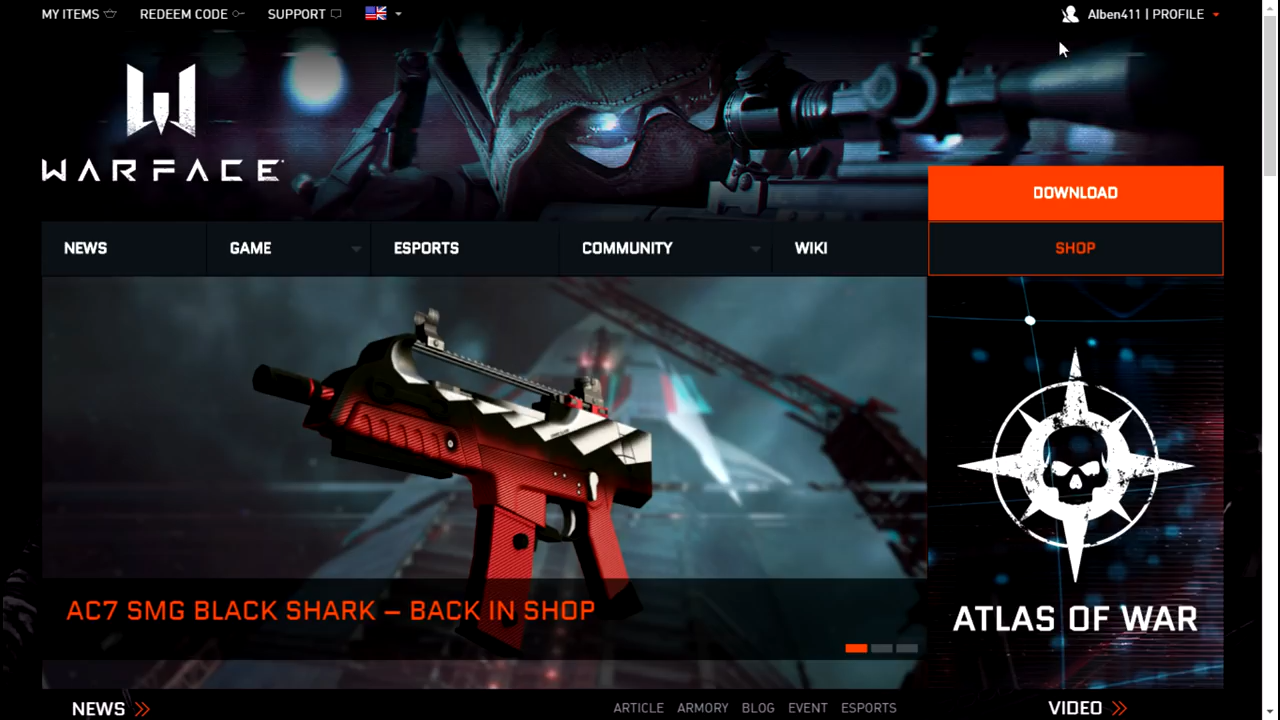 MY ITEMS REDEEM CODE SUPPORT Alben411 | PROFILE
WARFACE
DOWNLOAD
NEWS GAME ESPORTS COMMUNITY WIKI SHOP
AC7 SMG BLACK SHARK – BACK IN SHOP
ATLAS OF WAR
NEWS ARTICLE ARMORY BLOG EVENT ESPORTS VIDEO